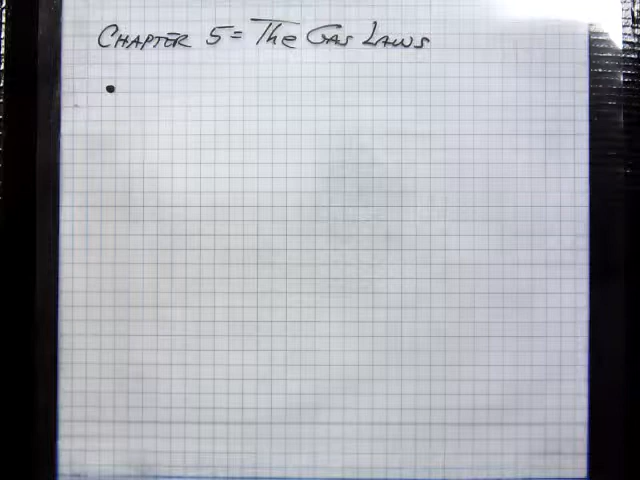 CHAPTER 5 = The GAS LAWS
•